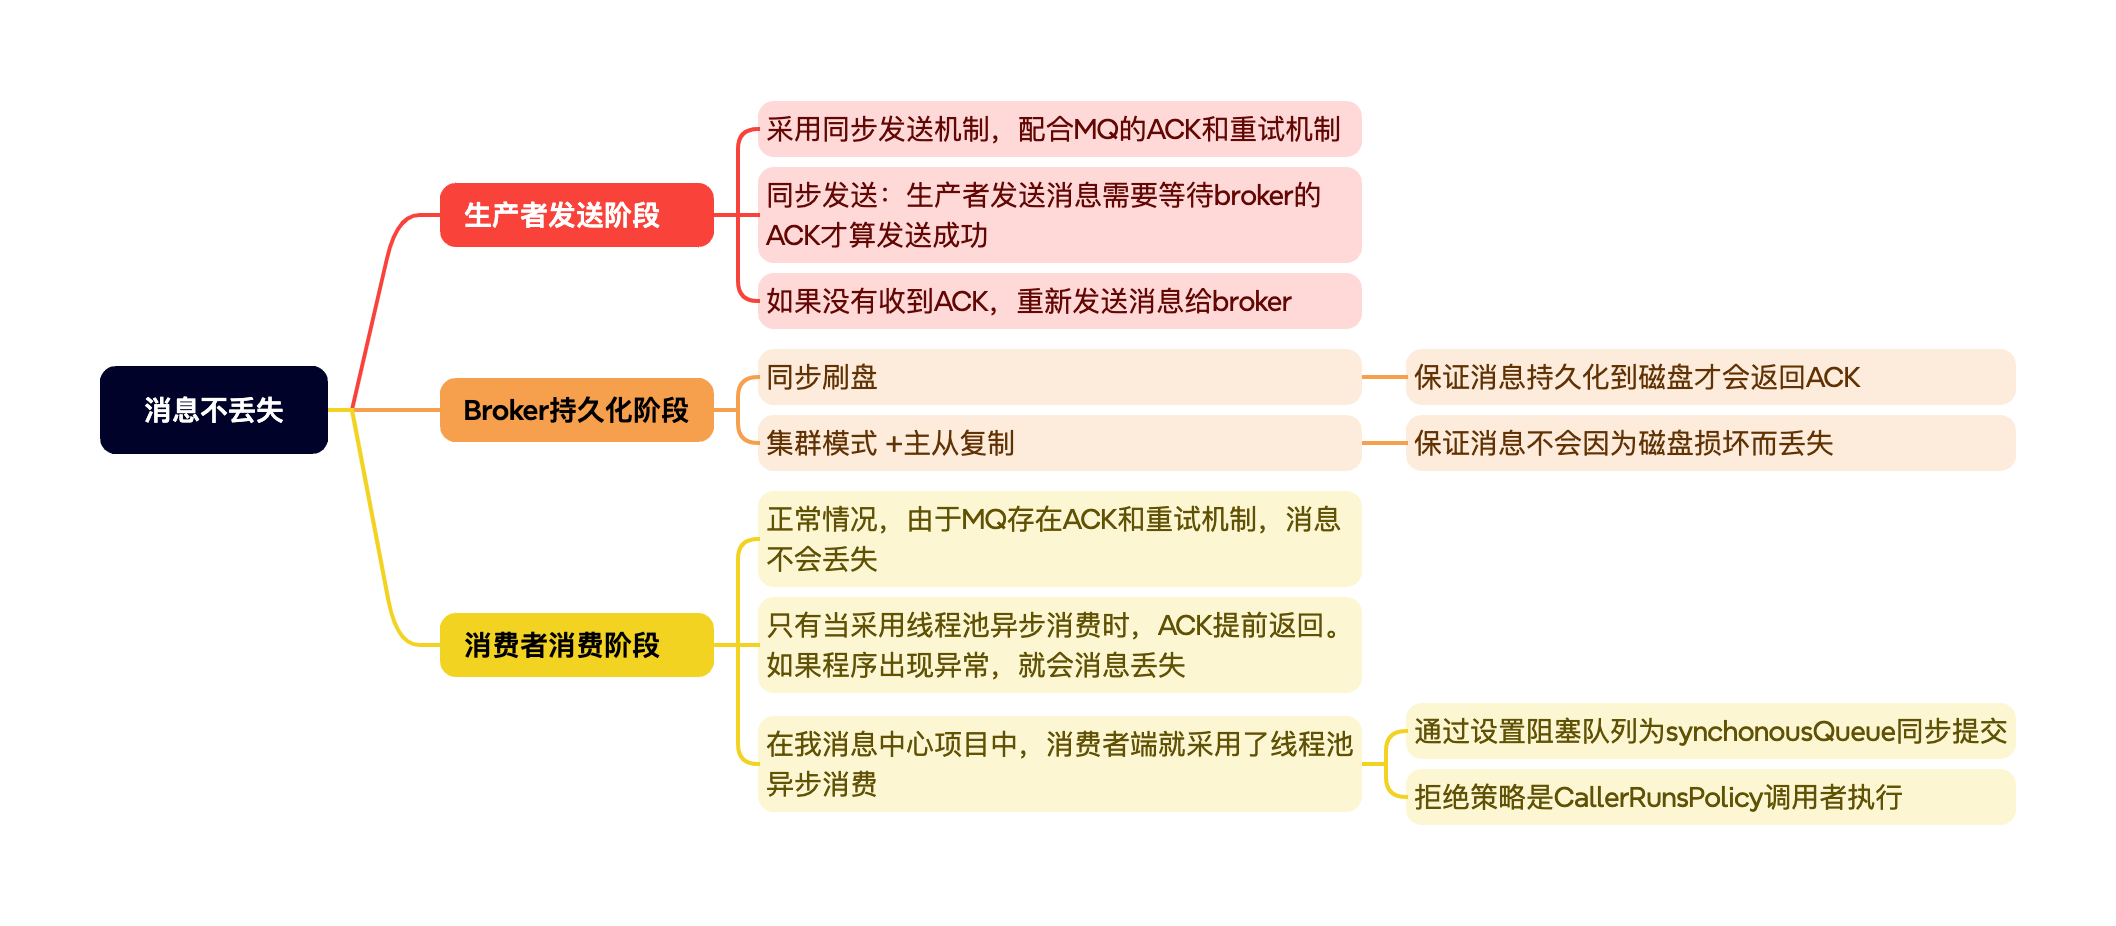 消息不丢失
生产者发送阶段
采用同步发送机制，配合MQ的ACK和重试机制
同步发送：生产者发送消息需要等待broker的
ACK才算发送成功
如果没有收到ACK，重新发送消息给broker
Broker持久化阶段
同步刷盘
保证消息持久化到磁盘才会返回ACK
集群模式 +主从复制
保证消息不会因为磁盘损坏而丢失
消费者消费阶段
正常情况，由于MQ存在ACK和重试机制，消息
不会丢失
只有当采用线程池异步消费时，ACK提前返回。
如果程序出现异常，就会消息丢失
在我消息中心项目中，消费者端就采用了线程池
异步消费
通过设置阻塞队列为synchonousQueue同步提交
拒绝策略是CallerRunsPolicy调用者执行